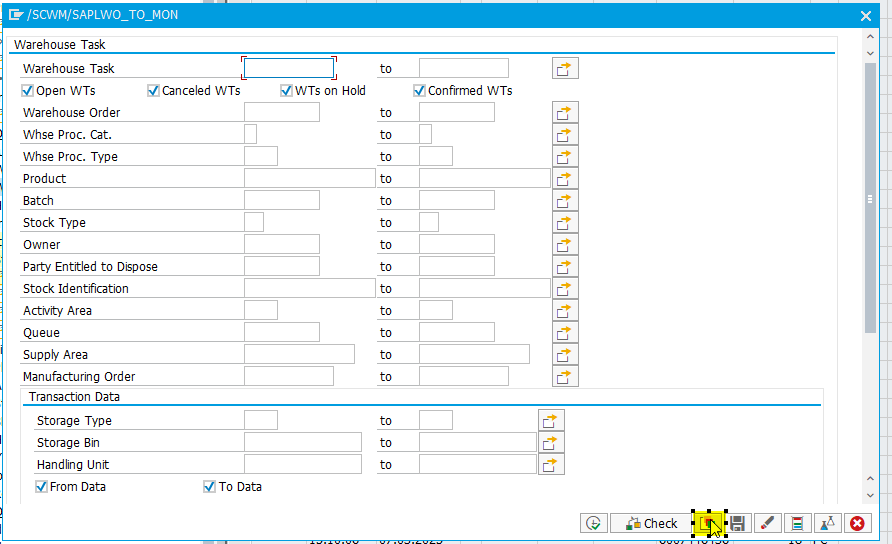 /SCWM/SAPLWO_TO_MON
Warehouse Task
Warehouse Task to
Open WTs Canceled WTs WTs on Hold Confirmed WTs
Warehouse Order to
Whse Proc. Cat. to
Whse Proc. Type to
Product to
Batch to
Stock Type to
Owner to
Party Entitled to Dispose to
Stock Identification to
Activity Area to
Queue to
Supply Area to
Manufacturing Order to
Transaction Data
Storage Type to
Storage Bin to
Handling Unit to
From Data To Data
Check